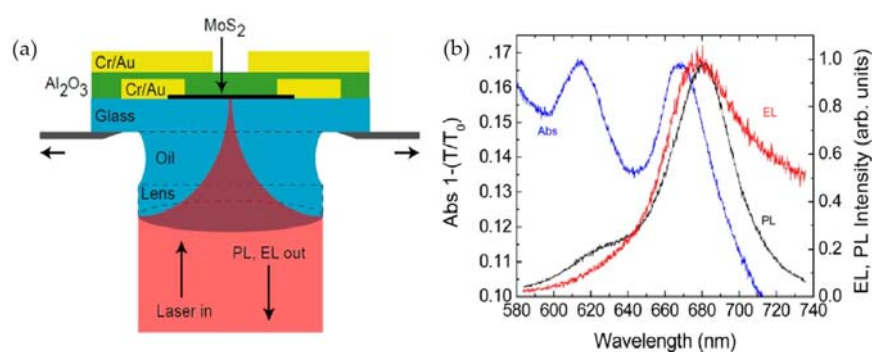 (a)
MoS2
Cr/Au
Al2O3
Cr/Au
Glass
Oil
Lens
PL, EL out
Laser in
(b)
.17
0.16
0.15
0.14
0.13
0.12
0.11
0.10
Abs 1-(T/T0)
Abs
EL
PL
1.0
0.8
0.6
0.4
0.2
0.0
EL, PL Intensity (arb. units)
580 600 620 640 660 680 700 720 740
Wavelength (nm)